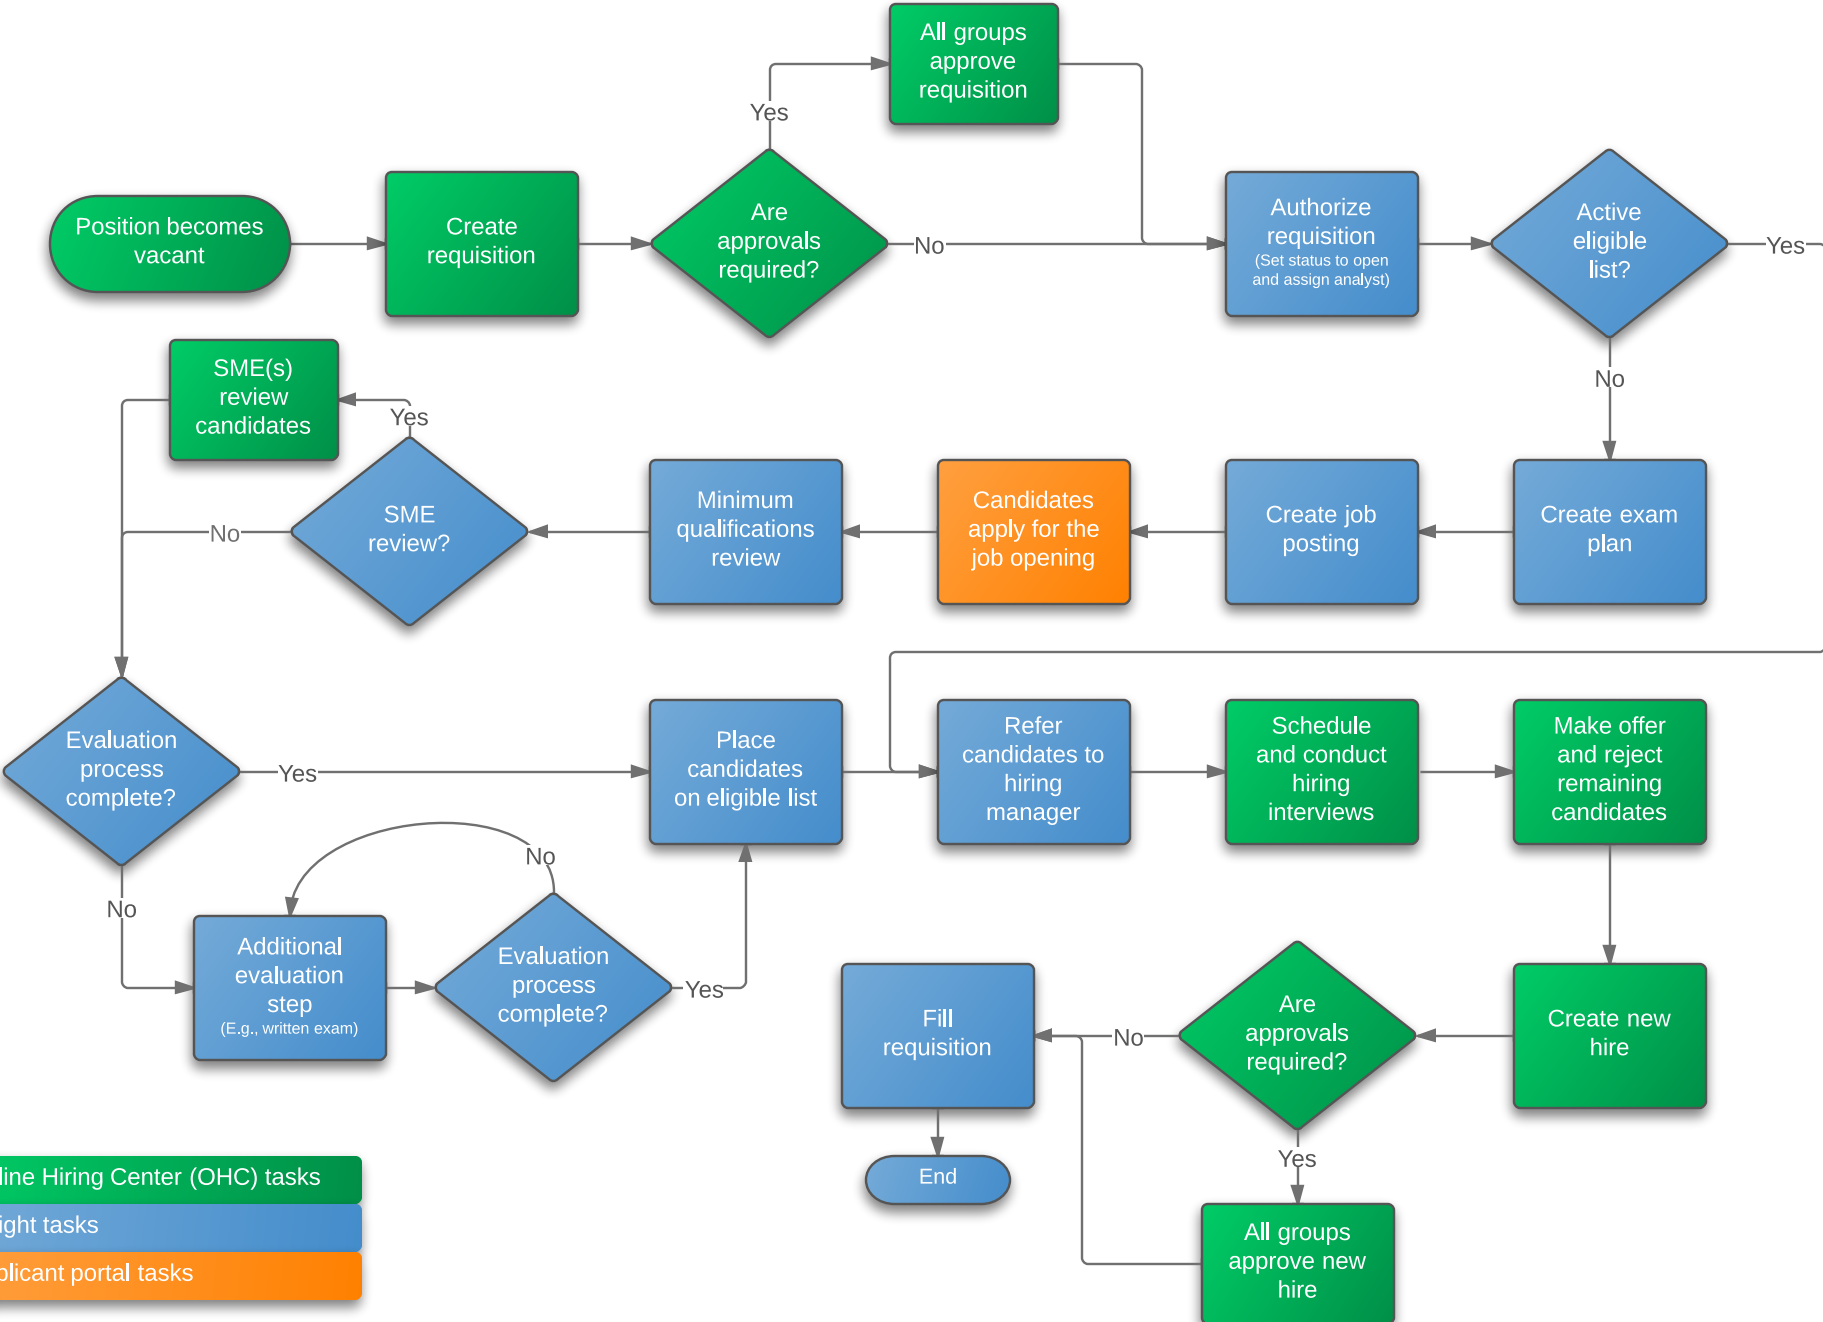 All groups
approve
requisition
Yes
Position becomes
vacant
Create
requisition
Are
approvals
required?
No
Authorize
requisition
(Set status to open
and assign analyst)
Active
eligible
list?
Yes
No
SME(s)
review
candidates
Yes
SME
review?
No
Minimum
qualifications
review
Candidates
apply for the
job opening
Create job
posting
Create exam
plan
Evaluation
process
complete?
Yes
No
Place
candidates
on eligible list
Refer
candidates to
hiring
manager
Schedule
and conduct
hiring
interviews
Make offer
and reject
remaining
candidates
No
Additional
evaluation
step
(E.g., written exam)
Evaluation
process
complete?
Yes
Fill
requisition
No
Are
approvals
required?
Create new
hire
Yes
End
All groups
approve new
hire
line Hiring Center (OHC) tasks
ight tasks
plicant portal tasks